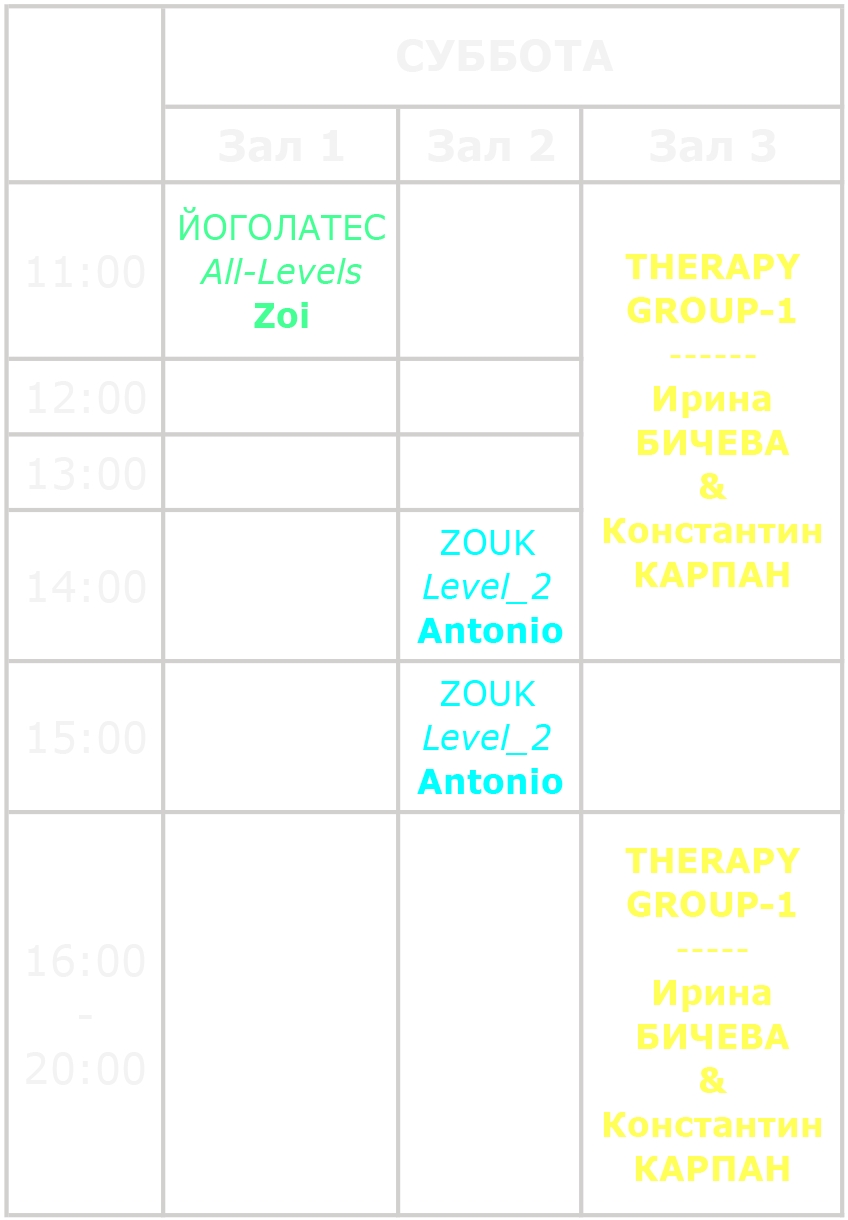 СУББОТА
Зал 1 Зал 2 Зал 3
11:00
ЙОГОЛАТЕС
All-Levels
Zoi
THERAPY
GROUP-1
------
Ирина
БИЧЕВА
&
Константин
КАРПАН
12:00
13:00
14:00
ZOUK
Level_2
Antonio
15:00
ZOUK
Level_2
Antonio
16:00
-
20:00
THERAPY
GROUP-1
-----
Ирина
БИЧЕВА
&
Константин
КАРПАН